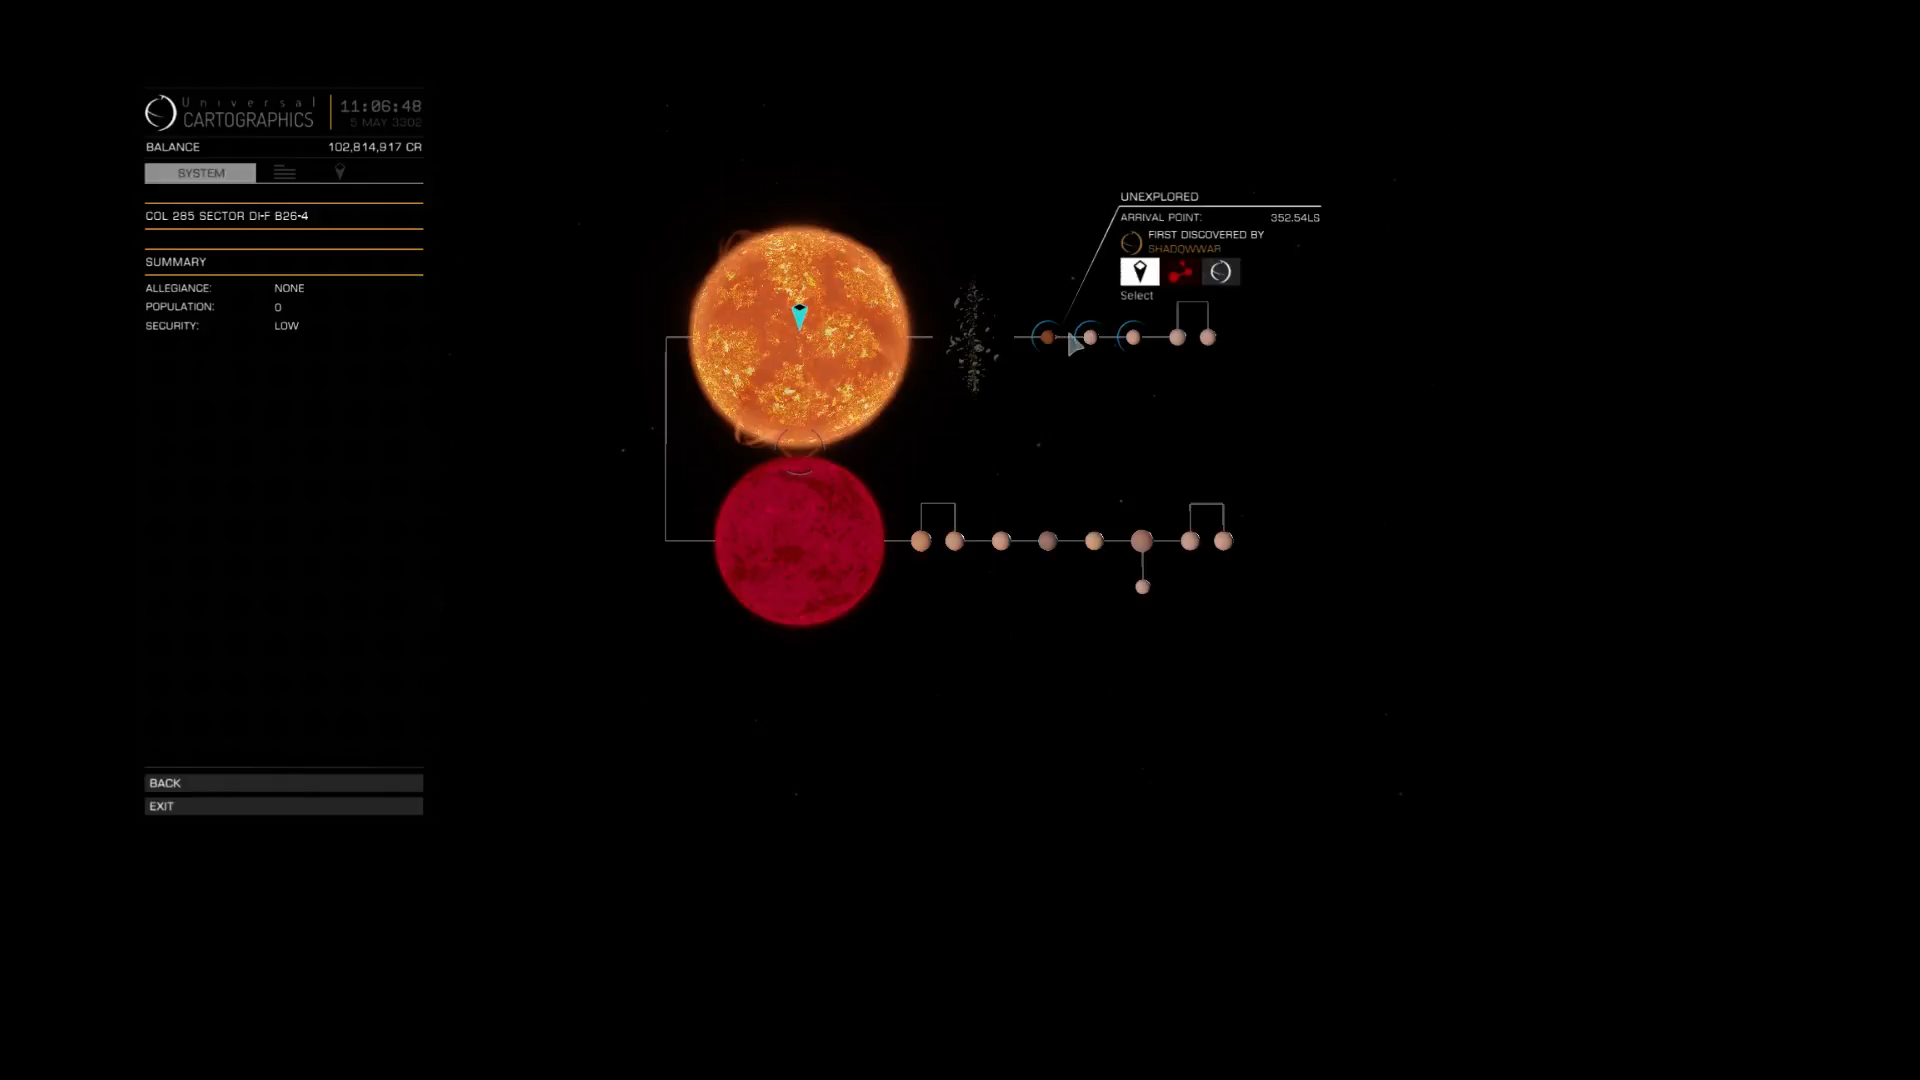 Universal
CARTOGRAPHICS
11:06:48
5 MAY 3302
BALANCE 102,814,917 CR
SYSTEM
COL 285 SECTOR DI-F B26-4
SUMMARY
ALLEGIANCE: NONE
POPULATION: 0
SECURITY: LOW
UNEXPLORED
ARRIVAL POINT: 352.54LS
FIRST DISCOVERED BY
SHADOWWAR
Select
BACK
EXIT